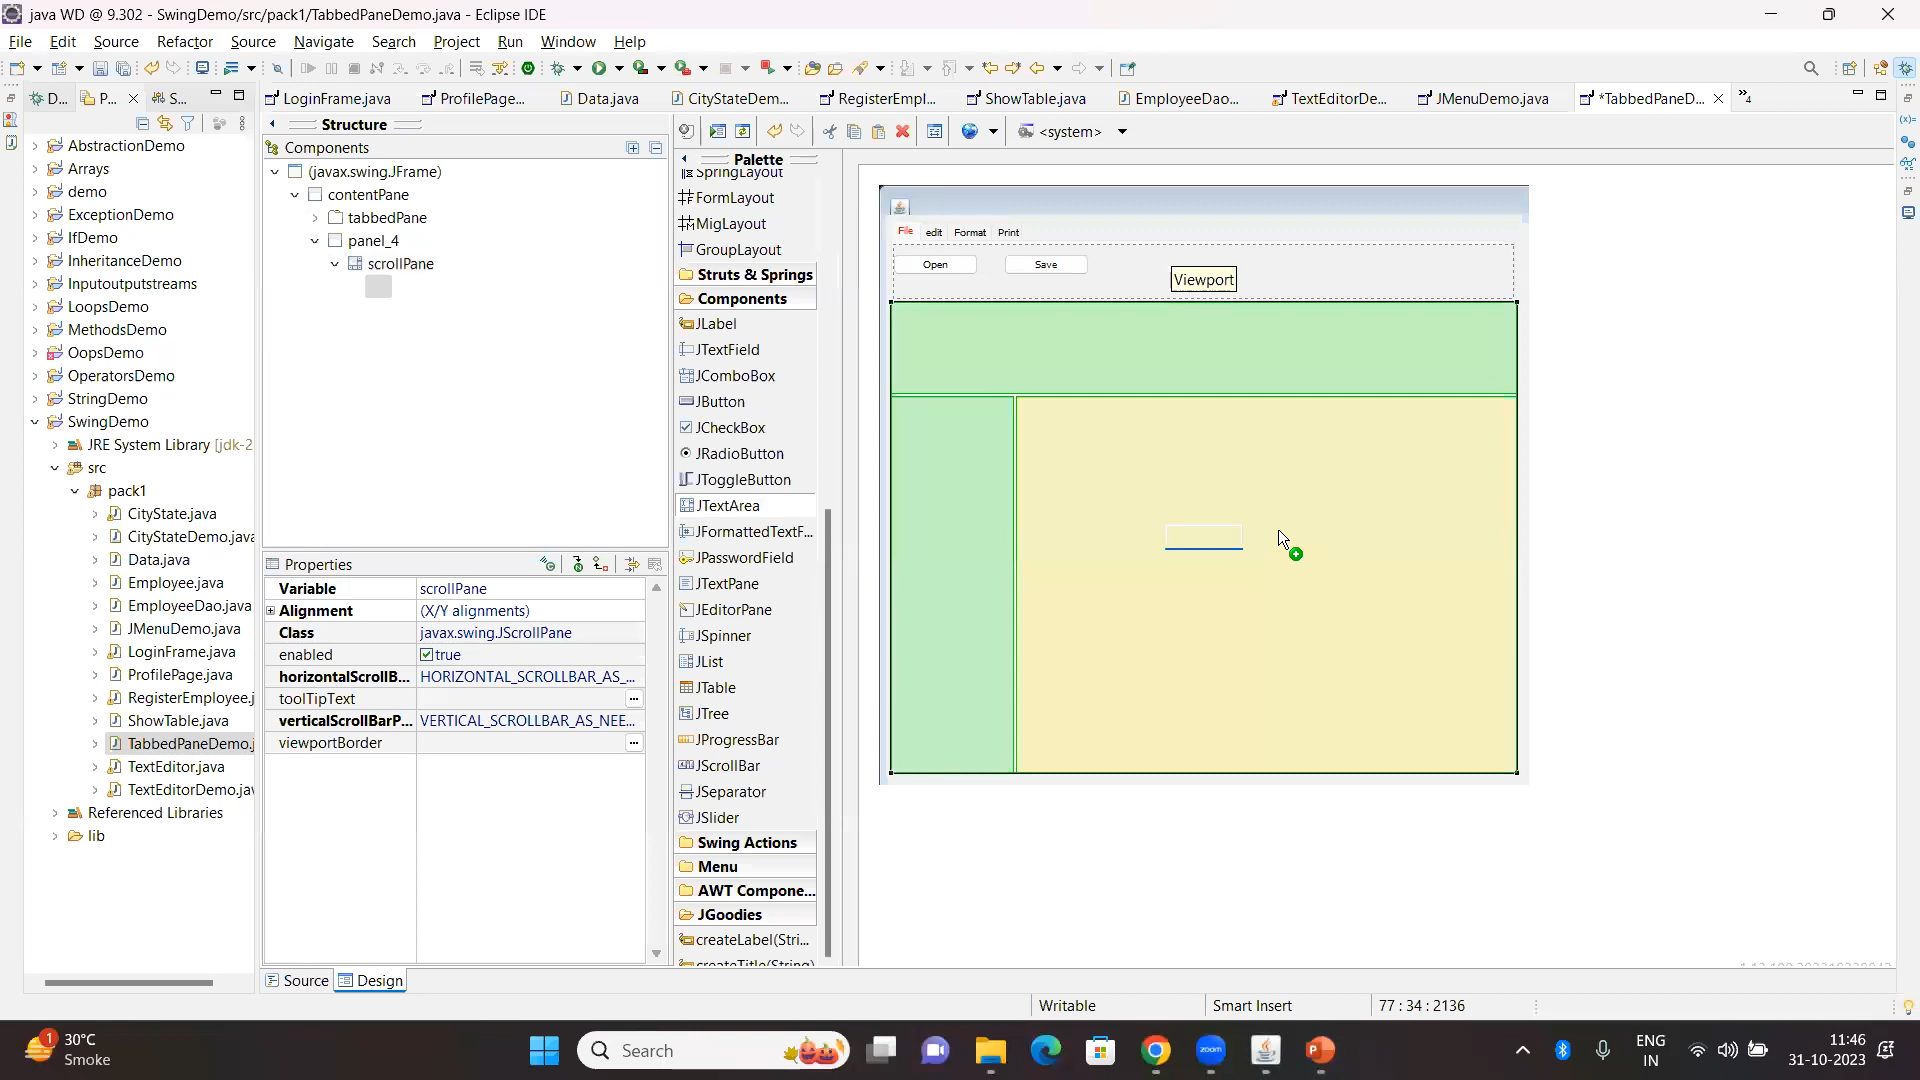 java WD @ 9.302 - SwingDemo/src/pack1/TabbedPaneDemo.java - Eclipse IDE
File Edit Source Refactor Source Navigate Search Project Run Window Help
D... P... S...
LoginFrame.java ProfilePage... Data.java CityStateDem... RegisterEmpl... ShowTable.java EmployeeDao... TextEditorDe... JMenuDemo.java *TabbedPaneD... 4
AbstractionDemo
Arrays
demo
ExceptionDemo
IfDemo
InheritanceDemo
Inputoutputstreams
LoopsDemo
MethodsDemo
OopsDemo
OperatorsDemo
StringDemo
SwingDemo
JRE System Library [jdk-2
src
pack1
CityState.java
CityStateDemo.java
Data.java
Employee.java
EmployeeDao.java
JMenuDemo.java
LoginFrame.java
ProfilePage.java
RegisterEmployee.j
ShowTable.java
TabbedPaneDemo.j
TextEditor.java
TextEditorDemo.jav
Referenced Libraries
lib
Structure
Components
(javax.swing.JFrame)
contentPane
tabbedPane
panel_4
scrollPane
Properties
Variable scrollPane
Alignment (X/Y alignments)
Class javax.swing.JScrollPane
enabled true
horizontalScrollB... HORIZONTAL_SCROLLBAR_AS_...
toolTipText ...
verticalScrollBarP... VERTICAL_SCROLLBAR_AS_NEE...
viewportBorder ...
Source Design
<system>
Palette
SpringLayout
FormLayout
MigLayout
GroupLayout
Struts & Springs
Components
JLabel
JTextField
JComboBox
JButton
JCheckBox
JRadioButton
JToggleButton
JTextArea
JFormattedTextF...
JPasswordField
JTextPane
JEditorPane
JSpinner
JList
JTable
JTree
JProgressBar
JScrollBar
JSeparator
JSlider
Swing Actions
Menu
AWT Compone...
JGoodies
createLabel(Stri...
createTitle(String)
File edit Format Print
Open Save
Viewport
Writable Smart Insert 77 : 34 : 2136
1
30°C
Smoke
Search
zoom
ENG
IN
11:46
31-10-2023